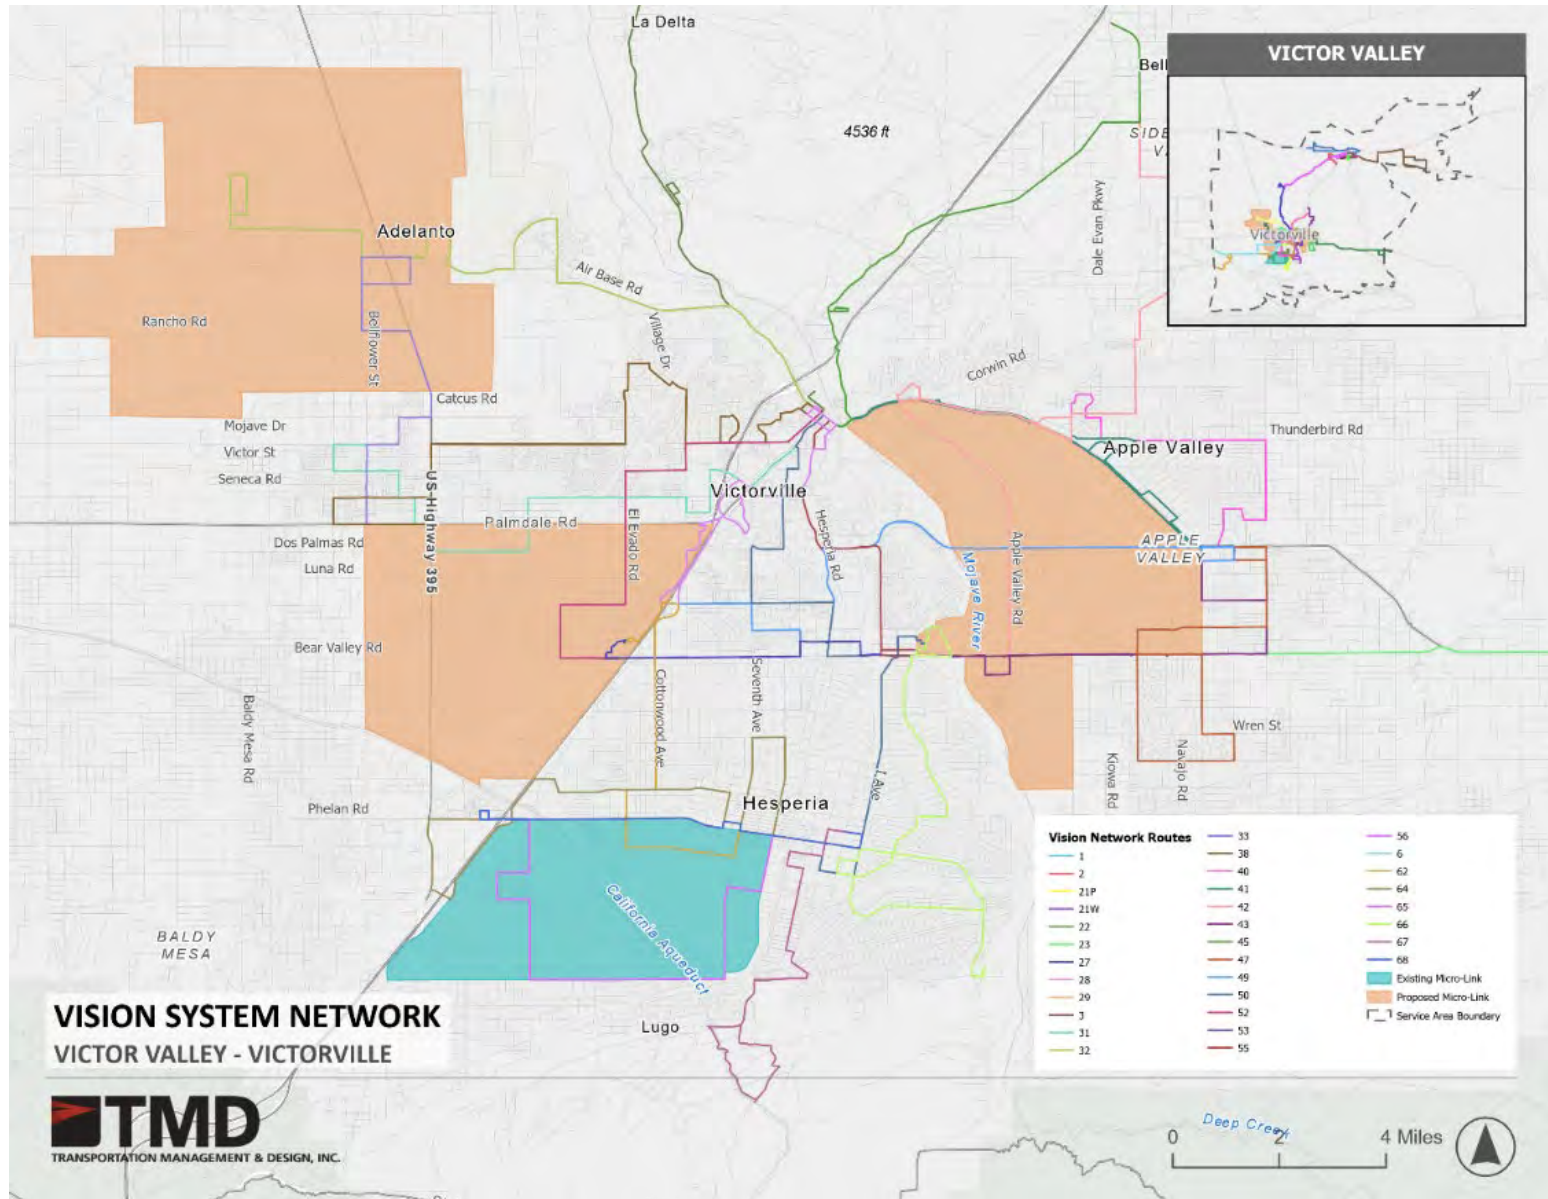 La Delta
VICTOR VALLEY
Bell
4536 ft
SIDE
V
Dale Evan Pkwy
Victorville
Adelanto
Air Base Rd
Rancho Rd
Bellflower St
Village Dr
Corwin Rd
Catcus Rd
Mojave Dr
Victor St
Seneca Rd
US Highway 395
Thunderbird Rd
Apple Valley
Victorville
Palmdale Rd
El Evado Rd
Hesperia Rd
Dos Palmas Rd
Luna Rd
Mojave River
Apple Valley Rd
APPLE
VALLEY
Bear Valley Rd
Baldy Mesa Rd
Cottonwood Ave
Seventh Ave
I Ave
Kiowa Rd
Navajo Rd
Wren St
Phelan Rd
Hesperia
California Aqueduct
BALDY
MESA
Lugo
Vision Network Routes
1
2
21P
21W
22
23
27
28
29
3
31
32
33
38
40
41
42
43
45
47
49
50
52
53
55
56
6
62
64
65
66
67
68
Existing Micro-Link
Proposed Micro-Link
Service Area Boundary
VISION SYSTEM NETWORK
VICTOR VALLEY - VICTORVILLE
TMD
TRANSPORTATION MANAGEMENT & DESIGN, INC.
Deep Creek
0 2 4 Miles